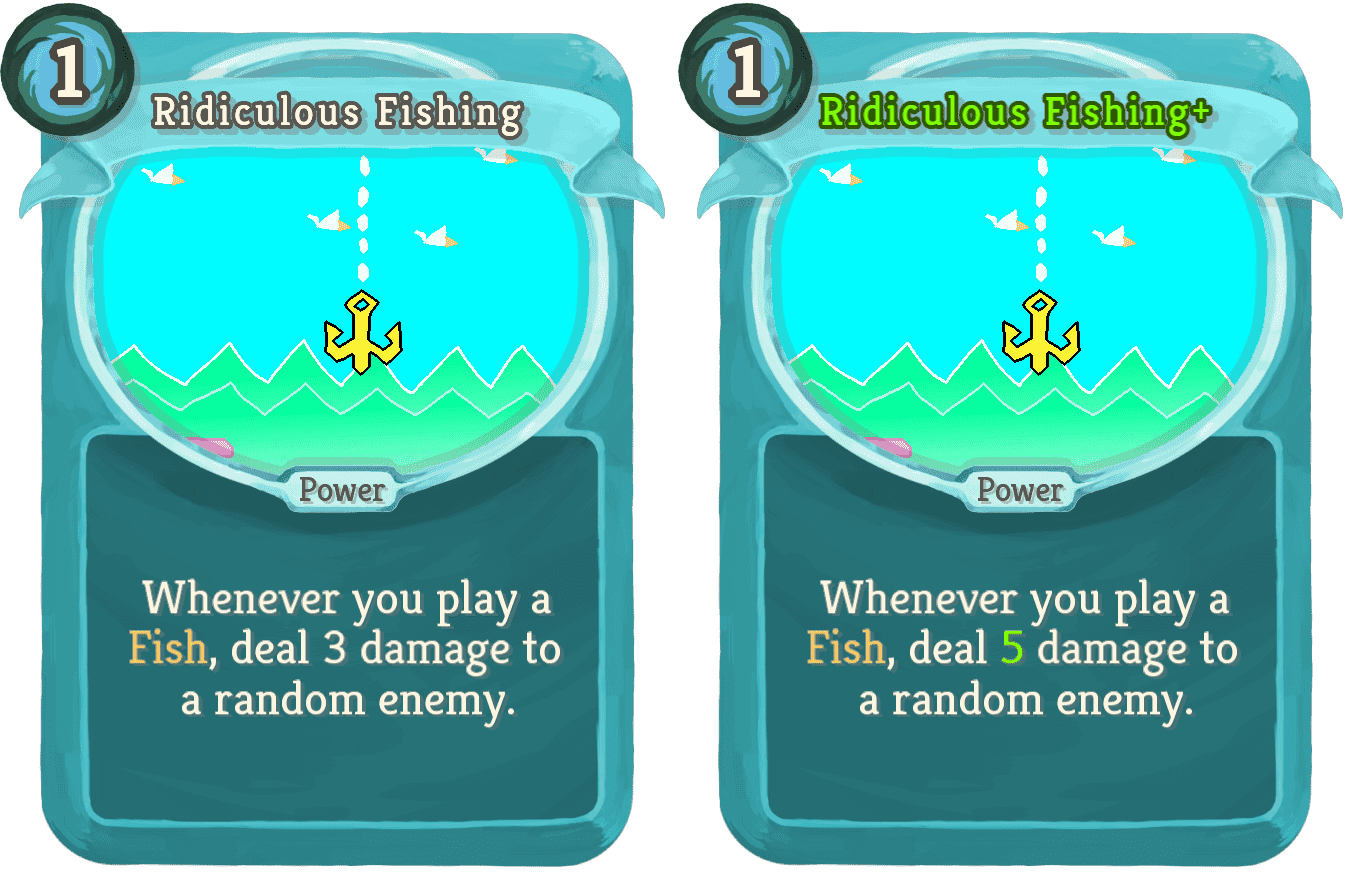 1
Ridiculous Fishing
Power
Whenever you play a
Fish, deal 3 damage to
a random enemy.
1
Ridiculous Fishing+
Power
Whenever you play a
Fish, deal 5 damage to
a random enemy.